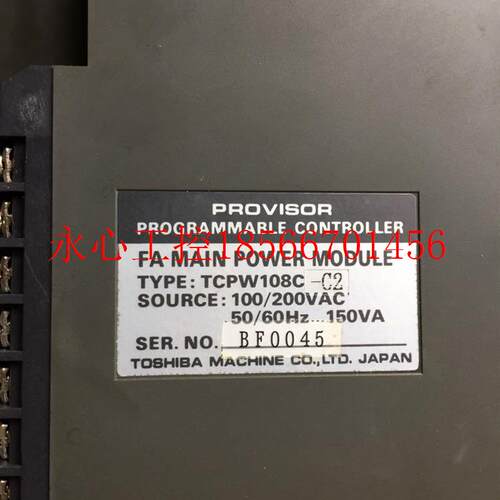 PROVISOR
PROGRAMMABLE CONTROLLER
永心工控18566701456
FA MAIN POWER MODULE
TYPE: TCPW108C -C2
SOURCE: 100/200VAC
50/60Hz...150VA
SER. NO. BF0045
TOSHIBA MACHINE CO.,LTD. JAPAN